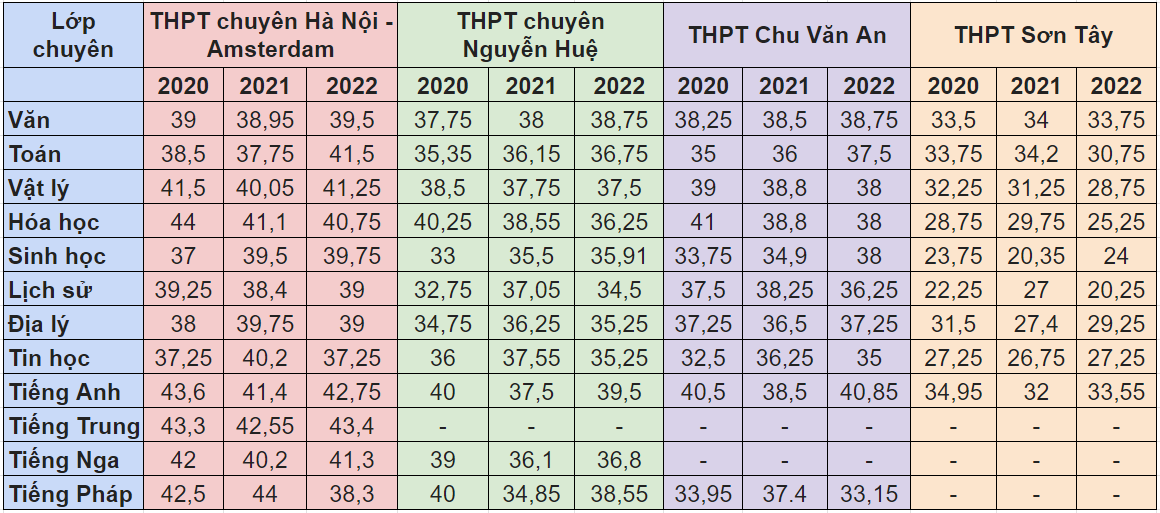 Lớp chuyên THPT chuyên Hà Nội - Amsterdam THPT chuyên Nguyễn Huệ THPT Chu Văn An THPT Sơn Tây
2020 2021 2022 2020 2021 2022 2020 2021 2022 2020 2021 2022
Văn 39 38,95 39,5 37,75 38 38,75 38,25 38,5 38,75 33,5 34 33,75
Toán 38,5 37,75 41,5 35,35 36,15 36,75 35 36 37,5 33,75 34,2 30,75
Vật lý 41,5 40,05 41,25 38,5 37,75 37,5 39 38,8 38 32,25 31,25 28,75
Hóa học 44 41,1 40,75 40,25 38,55 36,25 41 38,8 38 28,75 29,75 25,25
Sinh học 37 39,5 39,75 33 35,5 35,91 33,75 34,9 38 23,75 20,35 24
Lịch sử 39,25 38,4 39 32,75 37,05 34,5 37,5 38,25 36,25 22,25 27 20,25
Địa lý 38 39,75 39 34,75 36,25 35,25 37,25 36,5 37,25 31,5 27,4 29,25
Tin học 37,25 40,2 37,25 36 37,55 35,25 32,5 36,25 35 27,25 26,75 27,25
Tiếng Anh 43,6 41,4 42,75 40 37,5 39,5 40,5 38,5 40,85 34,95 32 33,55
Tiếng Trung 43,3 42,55 43,4 - - - - - - - - -
Tiếng Nga 42 40,2 41,3 39 36,1 36,8 - - - - - -
Tiếng Pháp 42,5 44 38,3 40 34,85 38,55 33,95 37.4 33,15 - - -